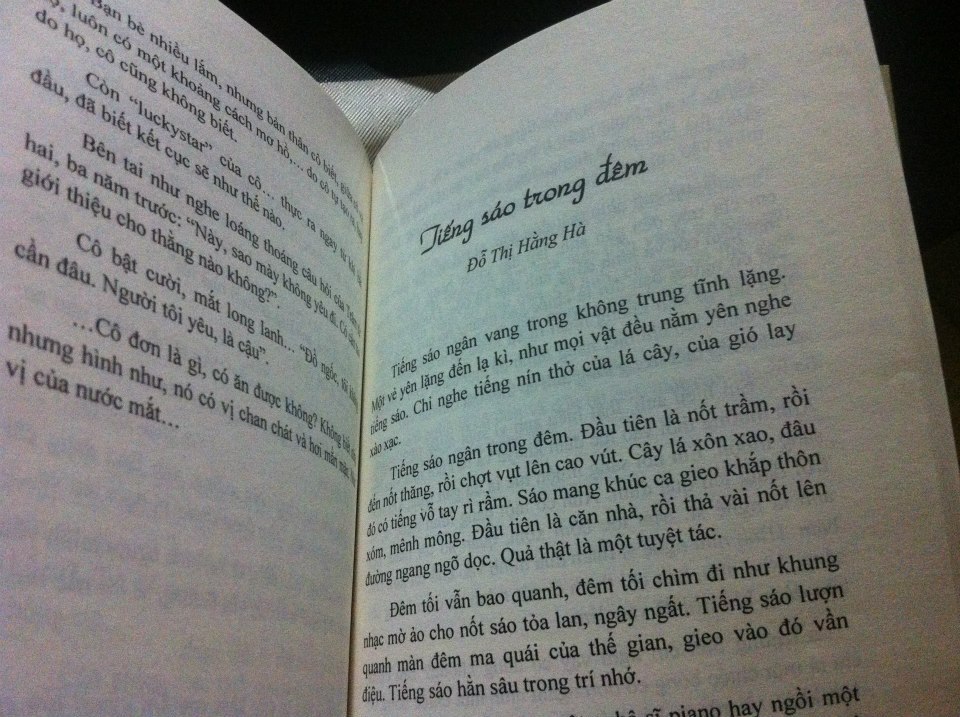 Bạn bè nhiều lắm, nhưng bản thân cô biết, giữa
họ, luôn có một khoảng cách mơ hồ... do cô tự tạo ra
do họ, cô cũng không biết.
Còn “luckystar” của cô... thực ra ngay từ
đầu, đã biết kết cục sẽ như thế nào.
Bên tai như nghe loáng thoáng câu hỏi của
hai, ba năm trước: “Này, sao mày không yêu đi.
giới thiệu cho thằng nào không?”.
Cô bật cười, mắt long lanh... “Đồ ngốc, tôi
cần đâu. Người tôi yêu, là cậu”.
...Cô đơn là gì, có ăn được không? Không biết
nhưng hình như, nó có vị chan chát và hơi mằn mặn.
vị của nước mắt...
Tiếng sáo trong đêm
Đỗ Thị Hằng Hà
Tiếng sáo ngân vang trong không trung tĩnh lặng.
Một vẻ yên lặng đến lạ kì, như mọi vật đều nằm yên nghe
tiếng sáo. Chỉ nghe tiếng nín thở của lá cây, của gió lay
xào xạc.
Tiếng sáo ngân trong đêm. Đầu tiên là nốt trầm, rồi
đến nốt thăng, rồi chợt vụt lên cao vút. Cây lá xôn xao, đâu
đó có tiếng vỗ tay rì rầm. Sáo mang khúc ca gieo khắp thôn
xóm, mênh mông. Đầu tiên là căn nhà, rồi thả vài nốt lên
đường ngang ngõ dọc. Quả thật là một tuyệt tác.
Đêm tối vẫn bao quanh, đêm tối chìm đi như khung
nhạc mờ ảo cho nốt sáo tỏa lan, ngây ngất. Tiếng sáo lượn
quanh màn đêm ma quái của thế gian, gieo vào đó vần
điệu. Tiếng sáo hằn sâu trong trí nhớ.
sĩ piano hay ngồi một